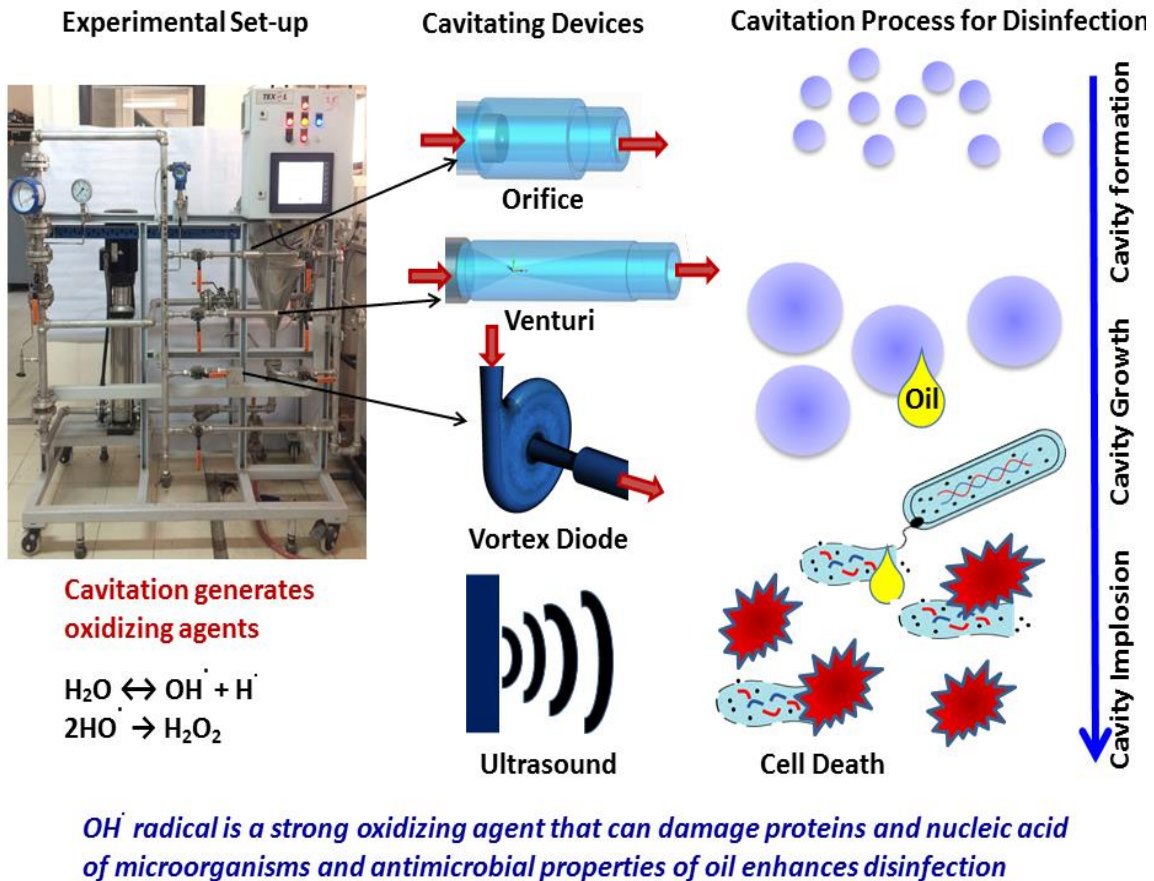 Experimental Set-up
Cavitating Devices
Cavitation Process for Disinfection
Orifice
Venturi
Vortex Diode
Ultrasound
Oil
Cell Death
Cavity formation
Cavity Growth
Cavity Implosion
Cavitation generates
oxidizing agents
H₂O ↔ OH˙ + H˙
2HO˙ → H₂O₂
OH˙ radical is a strong oxidizing agent that can damage proteins and nucleic acid
of microorganisms and antimicrobial properties of oil enhances disinfection